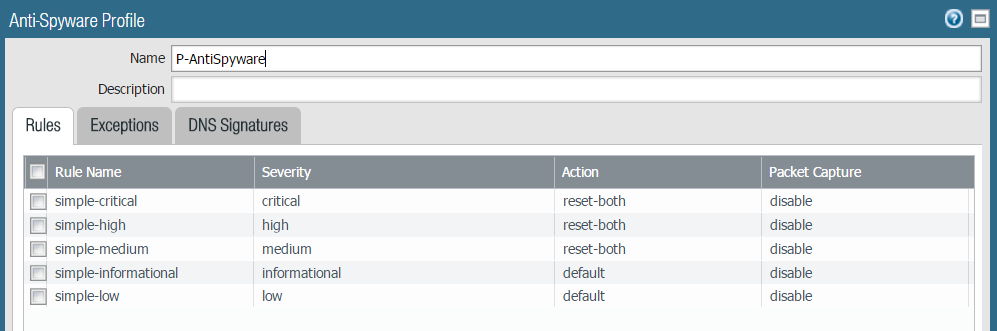 Anti-Spyware Profile
Name P-AntiSpyware
Description
Rules Exceptions DNS Signatures
Rule Name Severity Action Packet Capture
simple-critical critical reset-both disable
simple-high high reset-both disable
simple-medium medium reset-both disable
simple-informational informational default disable
simple-low low default disable